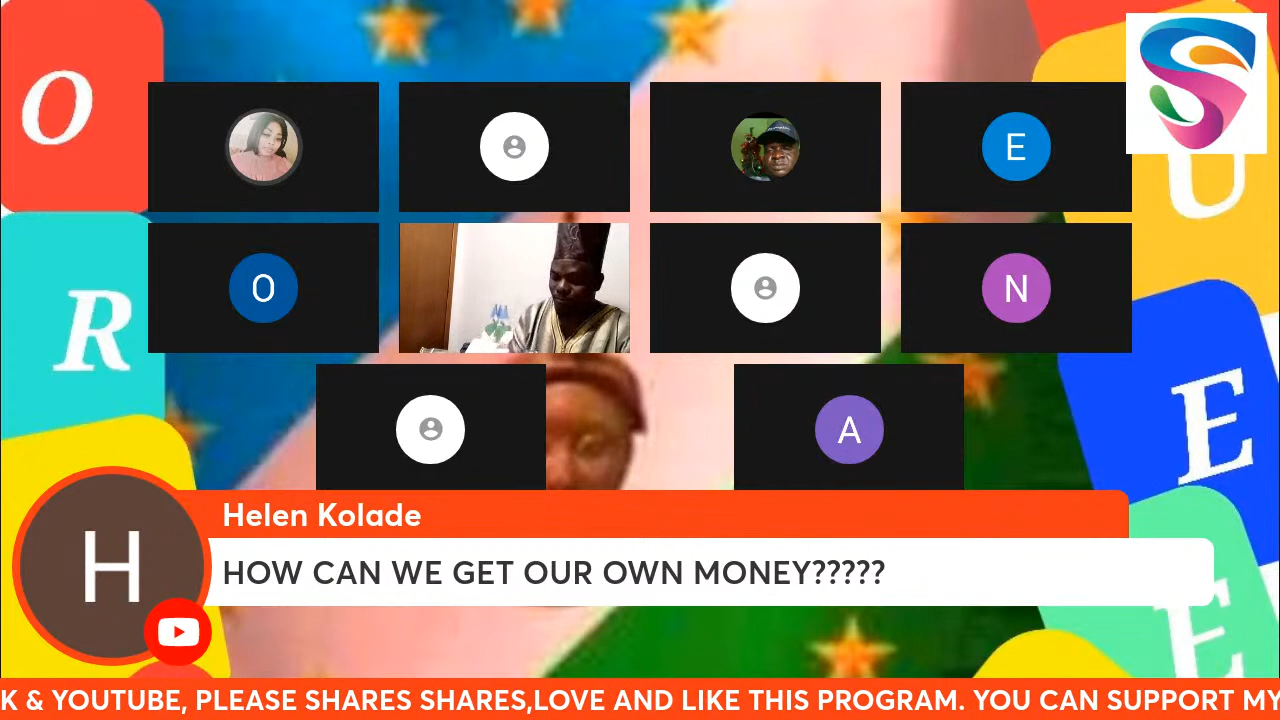 O
R
U
E
E
E
O
N
A
H
Helen Kolade
HOW CAN WE GET OUR OWN MONEY?????
K & YOUTUBE, PLEASE SHARES SHARES,LOVE AND LIKE THIS PROGRAM. YOU CAN SUPPORT MY